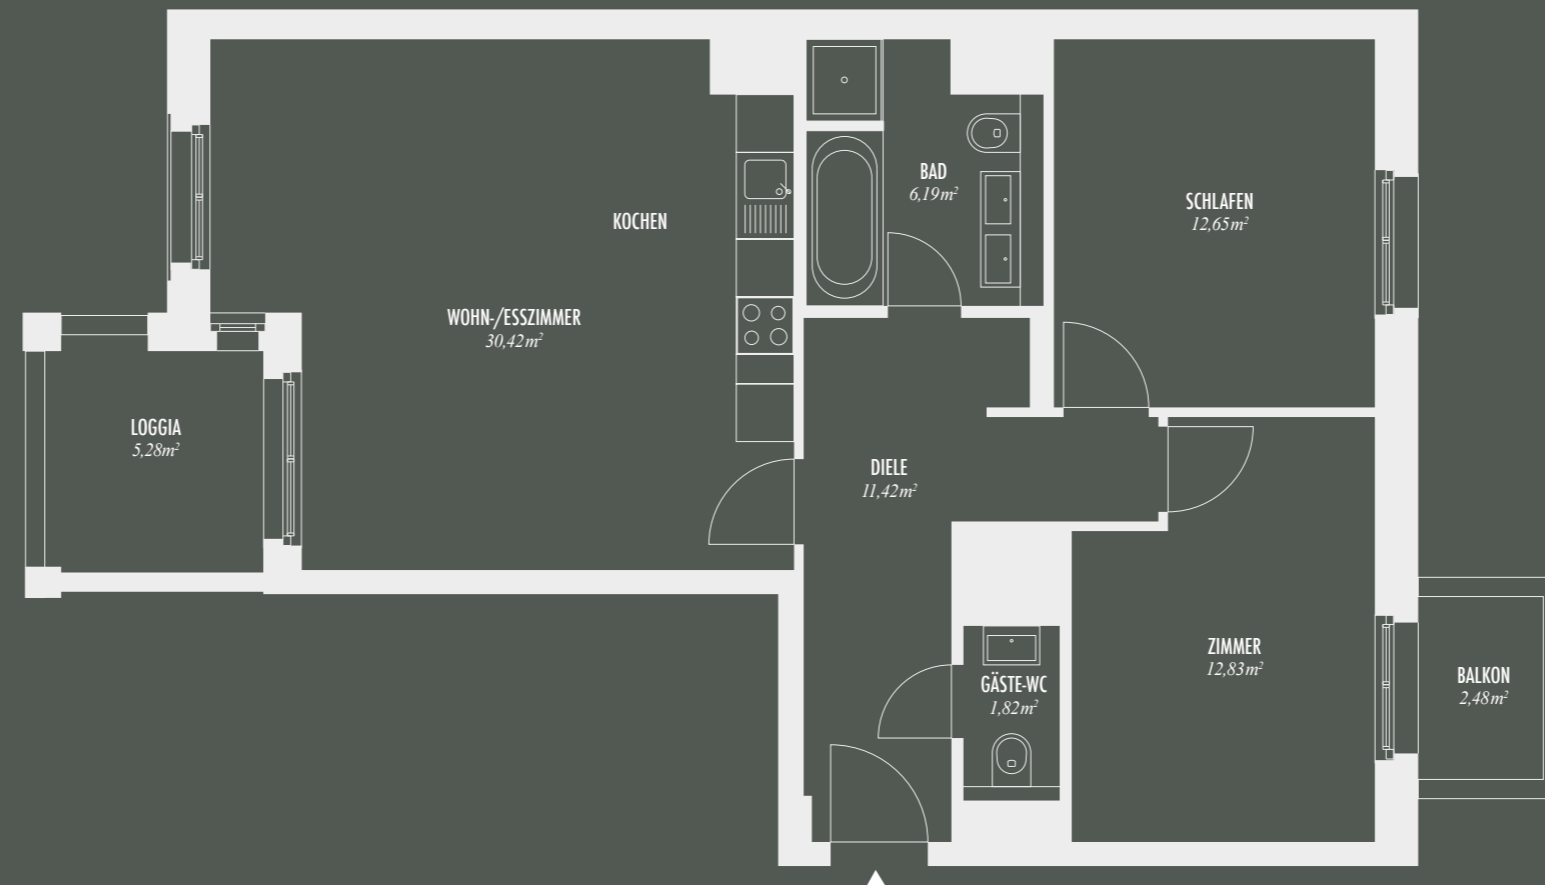 BAD
6,19m²
SCHLAFEN
12,65m²
KOCHEN
WOHN-/ESSZIMMER
30,42m²
LOGGIA
5,28m²
DIELE
11,42m²
ZIMMER
12,83m²
GÄSTE-WC
1,82m²
BALKON
2,48m²